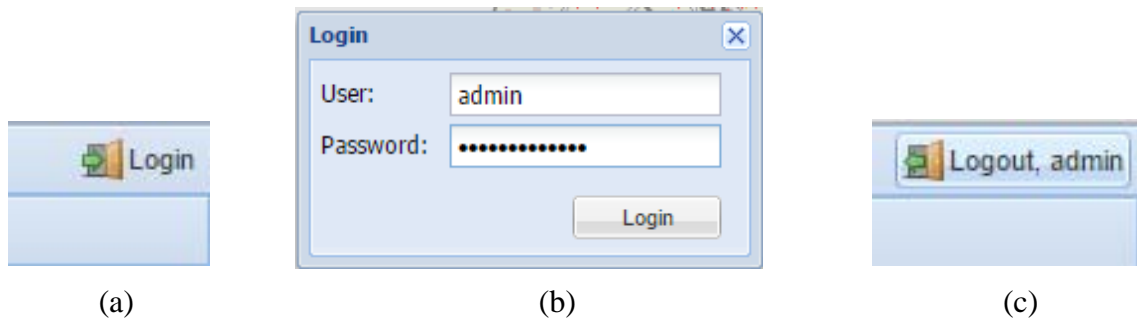 Login
Login
User: admin
Password: •••••••••••••
Login
Logout, admin
(a) (b) (c)